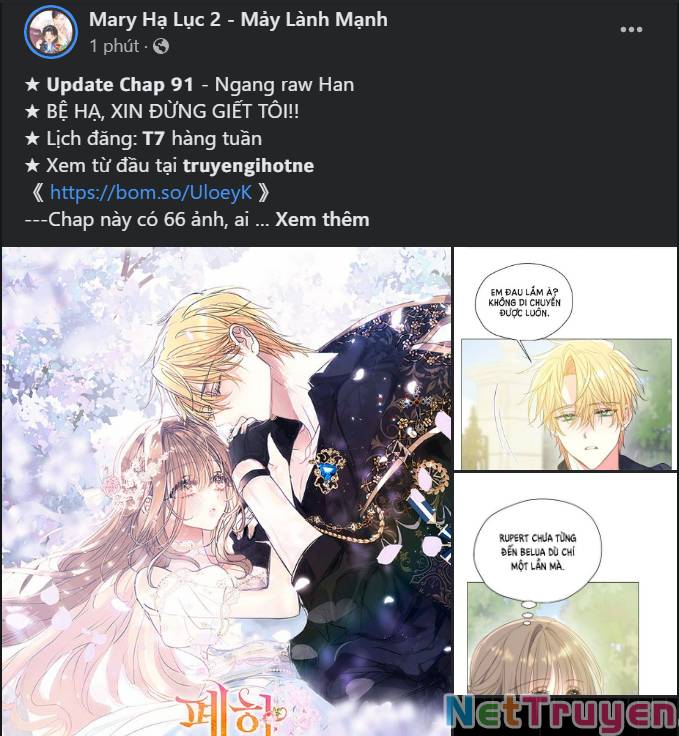 Mary Hạ Lục 2 - Mảy Lành Mạnh
1 phút ·
★ Update Chap 91 - Ngang raw Han
★ BỆ HẠ, XIN ĐỪNG GIẾT TÔI!!
★ Lịch đăng: T7 hàng tuần
★ Xem từ đầu tại truyengihotne
《 https://bom.so/UloeyK 》
---Chap này có 66 ảnh, ai ... Xem thêm
EM ĐAU LẮM À?
KHÔNG DI CHUYỂN
ĐƯỢC LUÔN.
RUPERT CHƯA TỪNG
ĐẾN BELUA DÙ CHỈ
MỘT LẦN MÀ.
폐하
NetTruyen